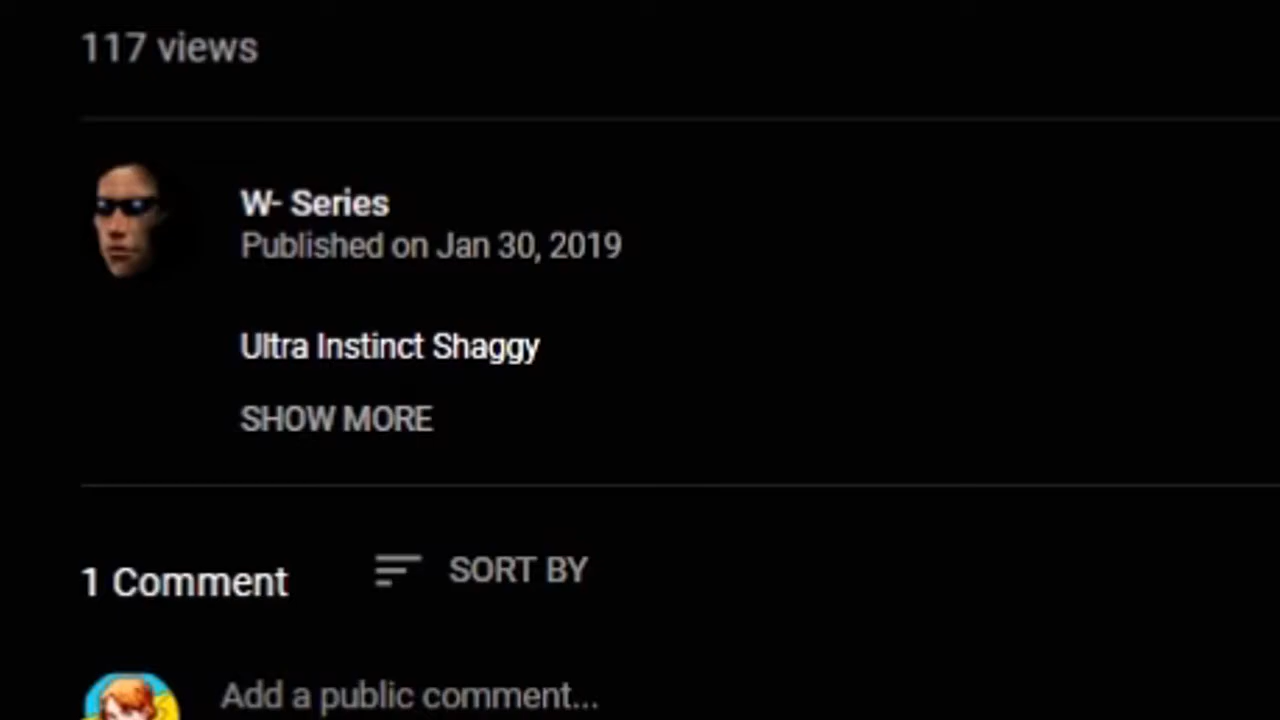 117 views
W- Series
Published on Jan 30, 2019
Ultra Instinct Shaggy
SHOW MORE
1 Comment
SORT BY
Add a public comment...